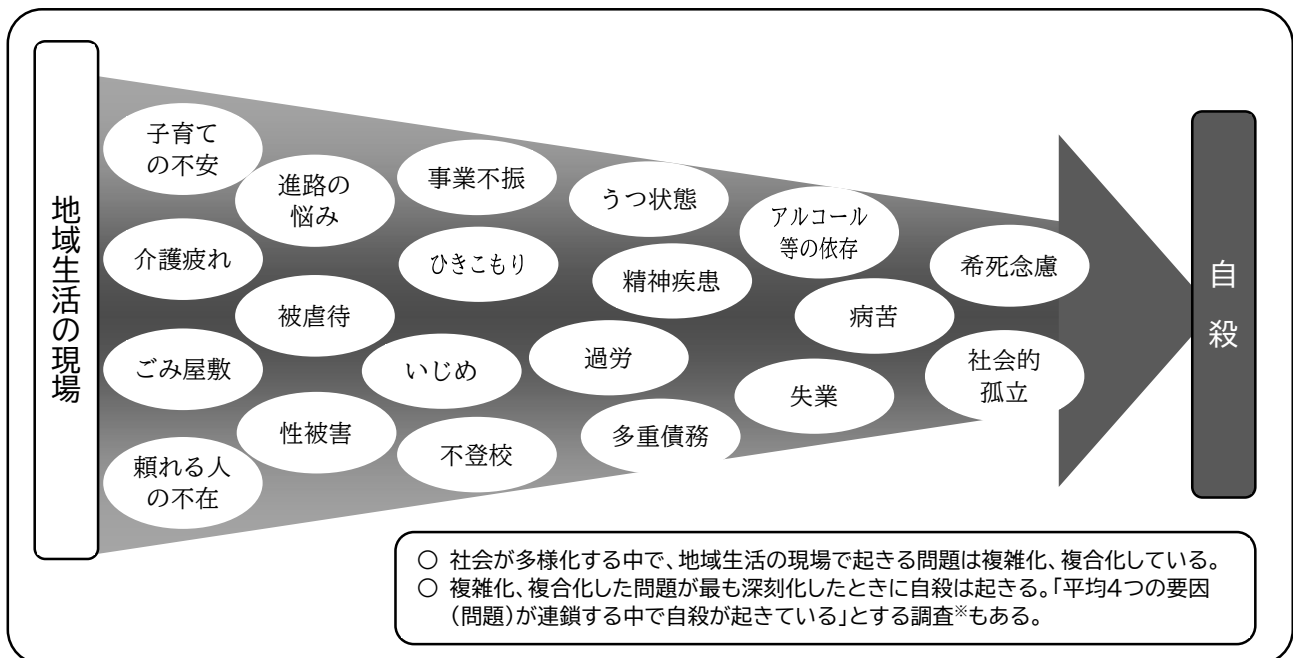 地域生活の現場
子育て
の不安
進路の
悩み
事業不振
うつ状態
アルコール
等の依存
希死念慮
介護疲れ
ひきこもり
精神疾患
被虐待
病苦
ごみ屋敷
いじめ
過労
社会的
孤立
失業
性被害
不登校
多重債務
頼れる人
の不在
自殺
○ 社会が多様化する中で、地域生活の現場で起きる問題は複雑化、複合化している。
○ 複雑化、複合化した問題が最も深刻化したときに自殺は起きる。「平均4つの要因
(問題)が連鎖する中で自殺が起きている」とする調査※もある。